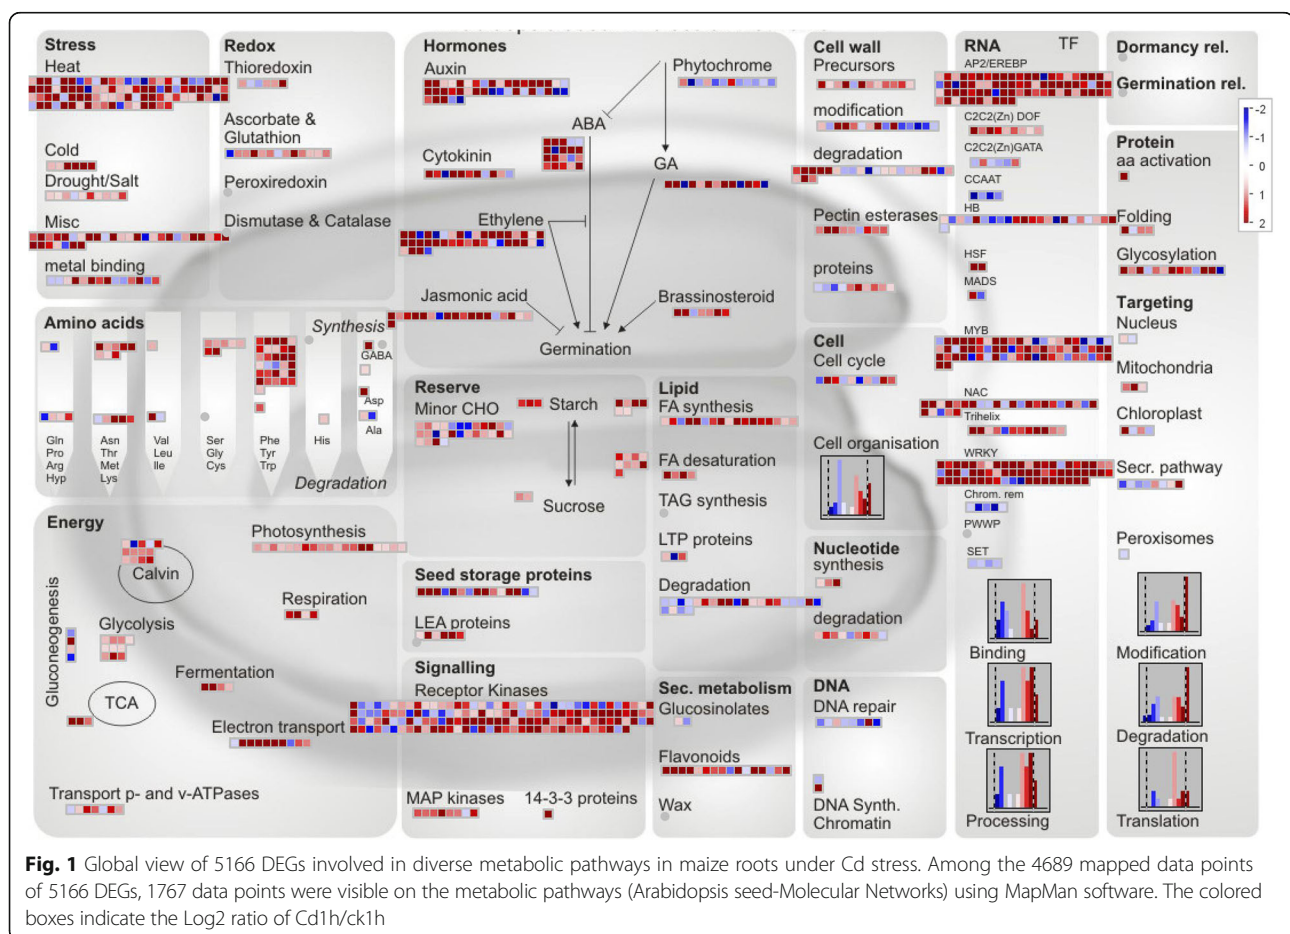 Stress
Heat
Cold
Drought/Salt
Misc
metal binding
Redox
Thioredoxin
Ascorbate &
Glutathion
Peroxiredoxin
Dismutase & Catalase
Hormones
Auxin
Phytochrome
ABA
Cytokinin
GA
Ethylene
Jasmonic acid
Brassinosteroid
Germination
Cell wall
Precursors
modification
degradation
Pectin esterases
proteins
Cell
Cell cycle
Cell organisation
Nucleotide
synthesis
degradation
DNA
DNA repair
DNA Synth.
Chromatin
RNA
TF
AP2/EREBP
C2C2(Zn) DOF
C2C2(Zn)GATA
CCAAT
HB
HSF
MADS
MYB
NAC
Trihelix
WRKY
Chrom. rem
PWWP
SET
Binding
Transcription
Processing
Dormancy rel.
Germination rel.
-2
-1
0
1
2
Protein
aa activation
Folding
Glycosylation
Targeting
Nucleus
Mitochondria
Chloroplast
Secr. pathway
Peroxisomes
Modification
Degradation
Translation
Amino acids
Synthesis
GABA
Asp
Ala
Gln
Pro
Arg
Hyp
Asn
Thr
Met
Lys
Val
Leu
Ile
Ser
Gly
Cys
Phe
Tyr
Trp
His
Degradation
Reserve
Minor CHO
Starch
Sucrose
Lipid
FA synthesis
FA desaturation
TAG synthesis
LTP proteins
Degradation
Energy
Photosynthesis
Calvin
Gluconeogenesis
Glycolysis
Respiration
Fermentation
TCA
Electron transport
Transport p- and v-ATPases
Seed storage proteins
LEA proteins
Signalling
Receptor Kinases
MAP kinases
14-3-3 proteins
Sec. metabolism
Glucosinolates
Flavonoids
Wax
Fig. 1 Global view of 5166 DEGs involved in diverse metabolic pathways in maize roots under Cd stress. Among the 4689 mapped data points
of 5166 DEGs, 1767 data points were visible on the metabolic pathways (Arabidopsis seed-Molecular Networks) using MapMan software. The colored
boxes indicate the Log2 ratio of Cd1h/ck1h